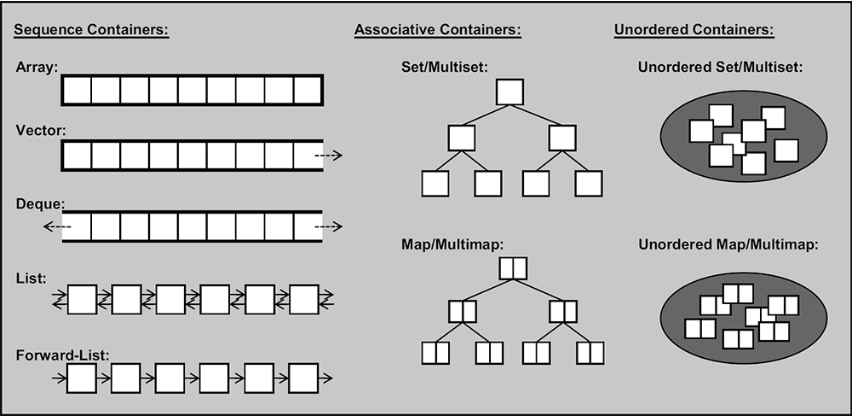 Sequence Containers:
Array:
Vector:
Deque:
List:
Forward-List:
Associative Containers:
Set/Multiset:
Map/Multimap:
Unordered Containers:
Unordered Set/Multiset:
Unordered Map/Multimap: